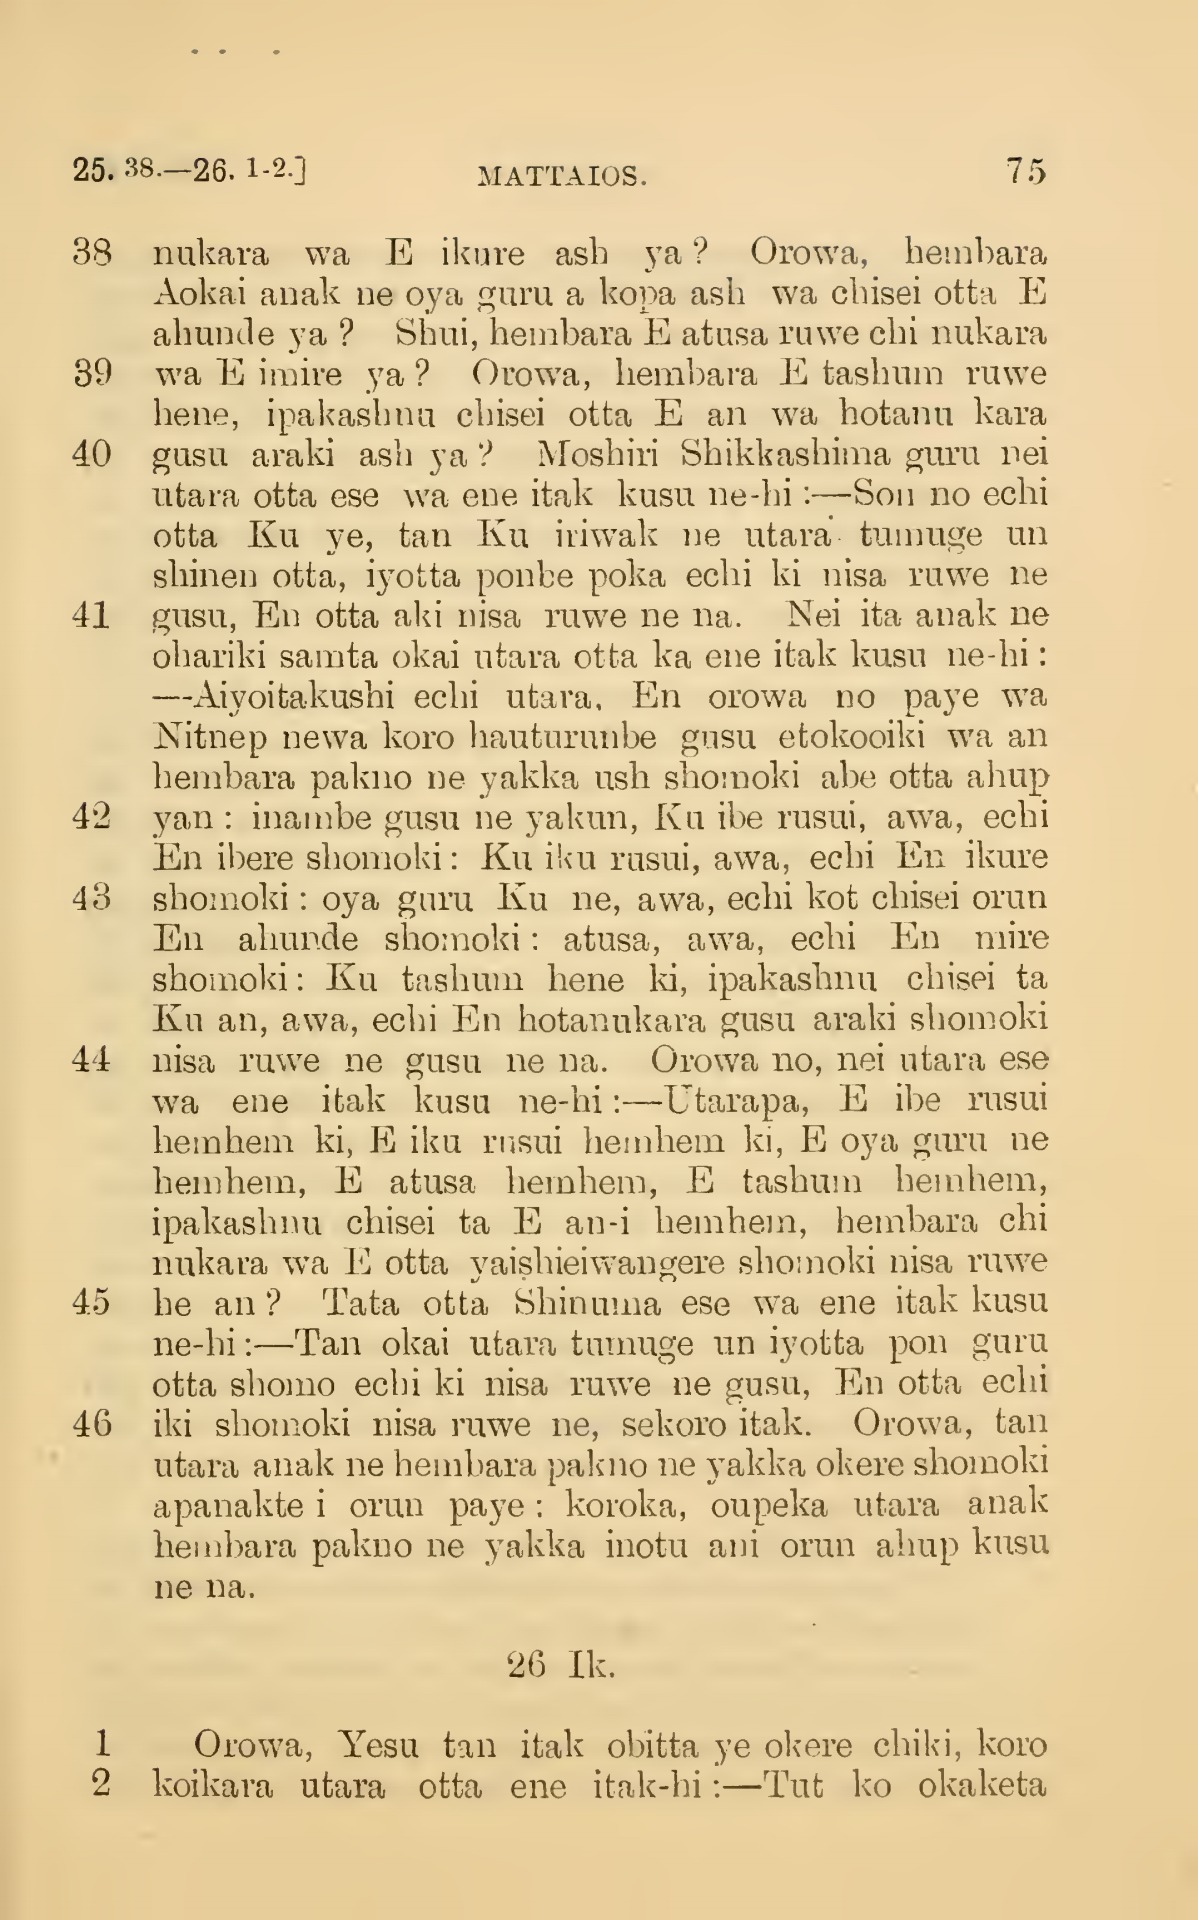 25. 38.—26. 1-2.] MATTAIOS. 75
38 nukara wa E ikure ash ya? Orowa, hembara
Aokai anak ne oya guru a kopa ash wa chisei otta E
ahunde ya? Shui, hembara E atusa ruwe chi nukara
39 wa E imire ya? Orowa, hembara E tashum ruwe
hene, ipakashnu chisei otta E an wa hotanu kara
40 gusu araki ash ya? Moshiri Shikkashima guru nei
utara otta ese wa ene itak kusu ne-hi:—Son no echi
otta Ku ye, tan Ku iriwak ne utara tumuge un
shinen otta, iyotta ponbe poka echi ki nisa ruwe ne
41 gusu, En otta aki nisa ruwe ne na. Nei ita anak ne
ohariki samta okai utara otta ka ene itak kusu ne-hi:
—Aiyoitakushi echi utara, En orowa no paye wa
Nitnep newa koro hauturunbe gusu etokooiki wa an
hembara pakno ne yakka ush shomoki abe otta ahup
42 yan: inambe gusu ne yakun, Ku ibe rusui, awa, echi
En ibere shomoki: Ku iku rusui, awa, echi En ikure
43 shomoki: oya guru Ku ne, awa, echi kot chisei orun
En ahunde shomoki: atusa, awa, echi En mire
shomoki: Ku tashum hene ki, ipakashnu chisei ta
Ku an, awa, echi En hotanukara gusu araki shomoki
44 nisa ruwe ne gusu ne na. Orowa no, nei utara ese
wa ene itak kusu ne-hi:—Utarapa, E ibe rusui
hemhem ki, E iku rusui hemhem ki, E oya guru ne
hemhem, E atusa hemhem, E tashum hemhem,
ipakashnu chisei ta E an-i hemhem, hembara chi
nukara wa E otta yaishieiwangere shomoki nisa ruwe
45 he an? Tata otta Shinuma ese wa ene itak kusu
ne-hi:—Tan okai utara tumuge un iyotta pon guru
otta shomo echi ki nisa ruwe ne gusu, En otta echi
46 iki shomoki nisa ruwe ne, sekoro itak. Orowa, tan
utara anak ne hembara pakno ne yakka okere shomoki
apanakte i orun paye: koroka, oupeka utara anak
hembara pakno ne yakka inotu ani orun ahup kusu
ne na.
26 Ik.
1 Orowa, Yesu tan itak obitta ye okere chiki, koro
2 koikara utara otta ene itak-hi:—Tut ko okaketa